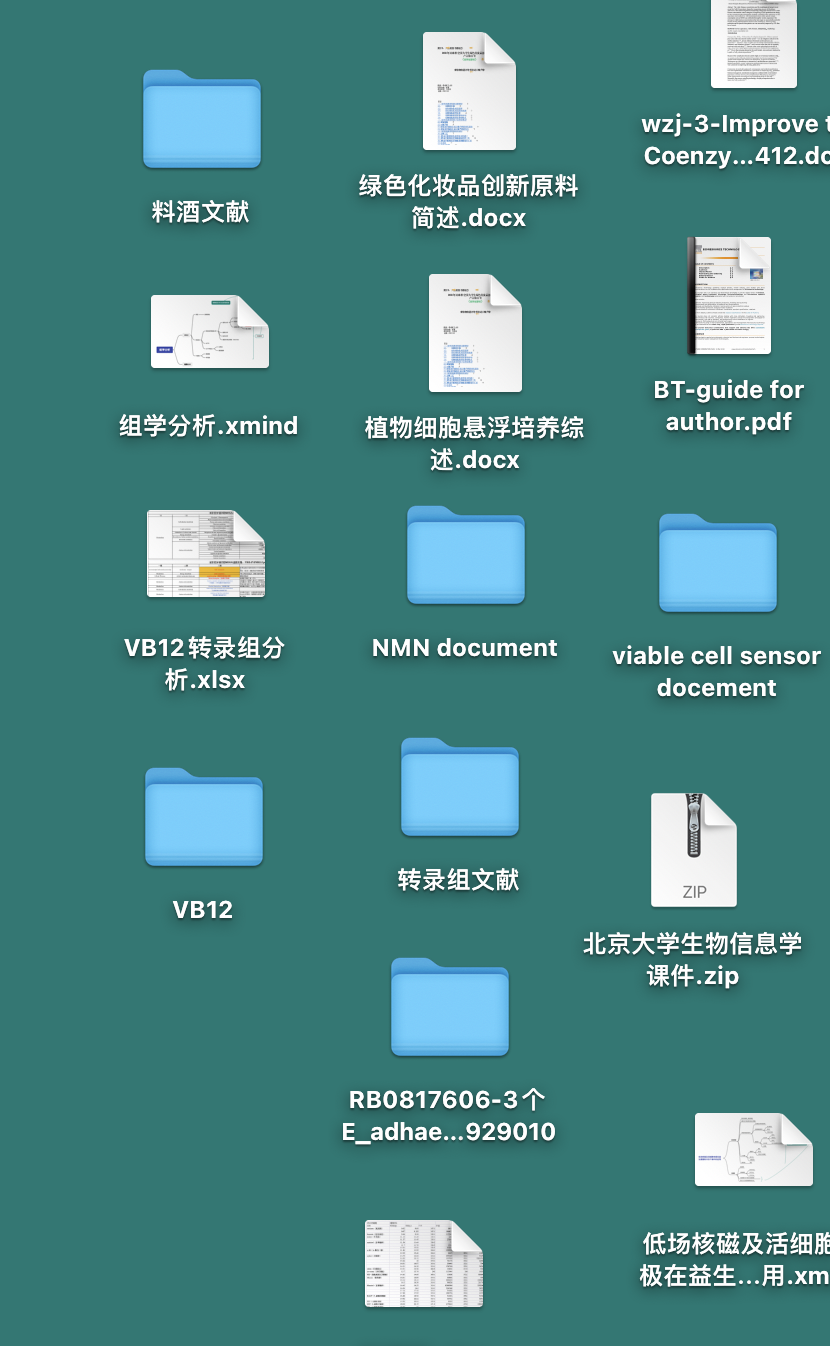 料酒文献
绿色化妆品创新原料
简述.docx
wzj-3-Improve t
Coenzy...412.do
组学分析.xmind
植物细胞悬浮培养综
述.docx
BT-guide for
author.pdf
VB12转录组分
析.xlsx
NMN document
viable cell sensor
docement
VB12
转录组文献
ZIP
北京大学生物信息学
课件.zip
RB0817606-3个
E_adhae...929010
低场核磁及活细胞
极在益生...用.xm